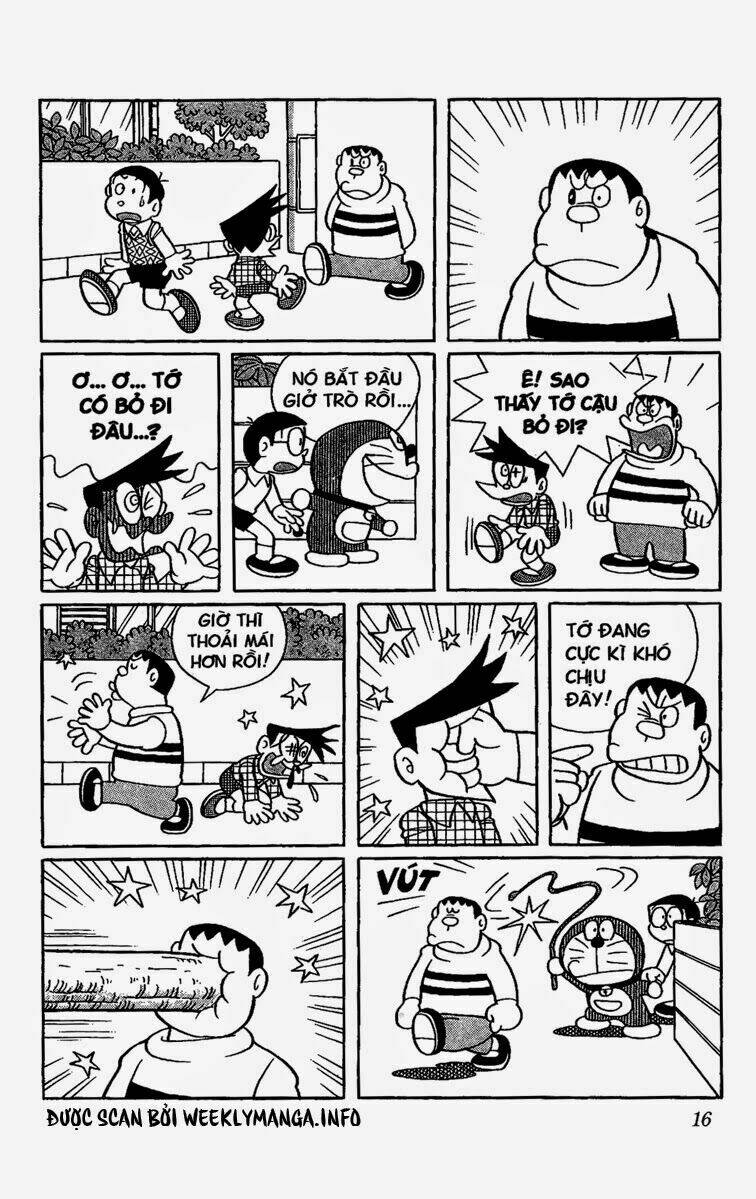 Ê! SAO
THẤY TỚ CẬU
BỎ ĐI?
NÓ BẮT ĐẦU
GIỞ TRÒ RỒI...
Ơ... Ơ... TỚ
CÓ BỎ ĐI
ĐÂU...?
TỚ ĐANG
CỰC KÌ KHÓ
CHỊU
ĐÂY!
GIỜ THÌ
THOẢI MÁI
HƠN RỒI!
VÚT
ĐƯỢC SCAN BỞI WEEKLYMANGA.INFO
16